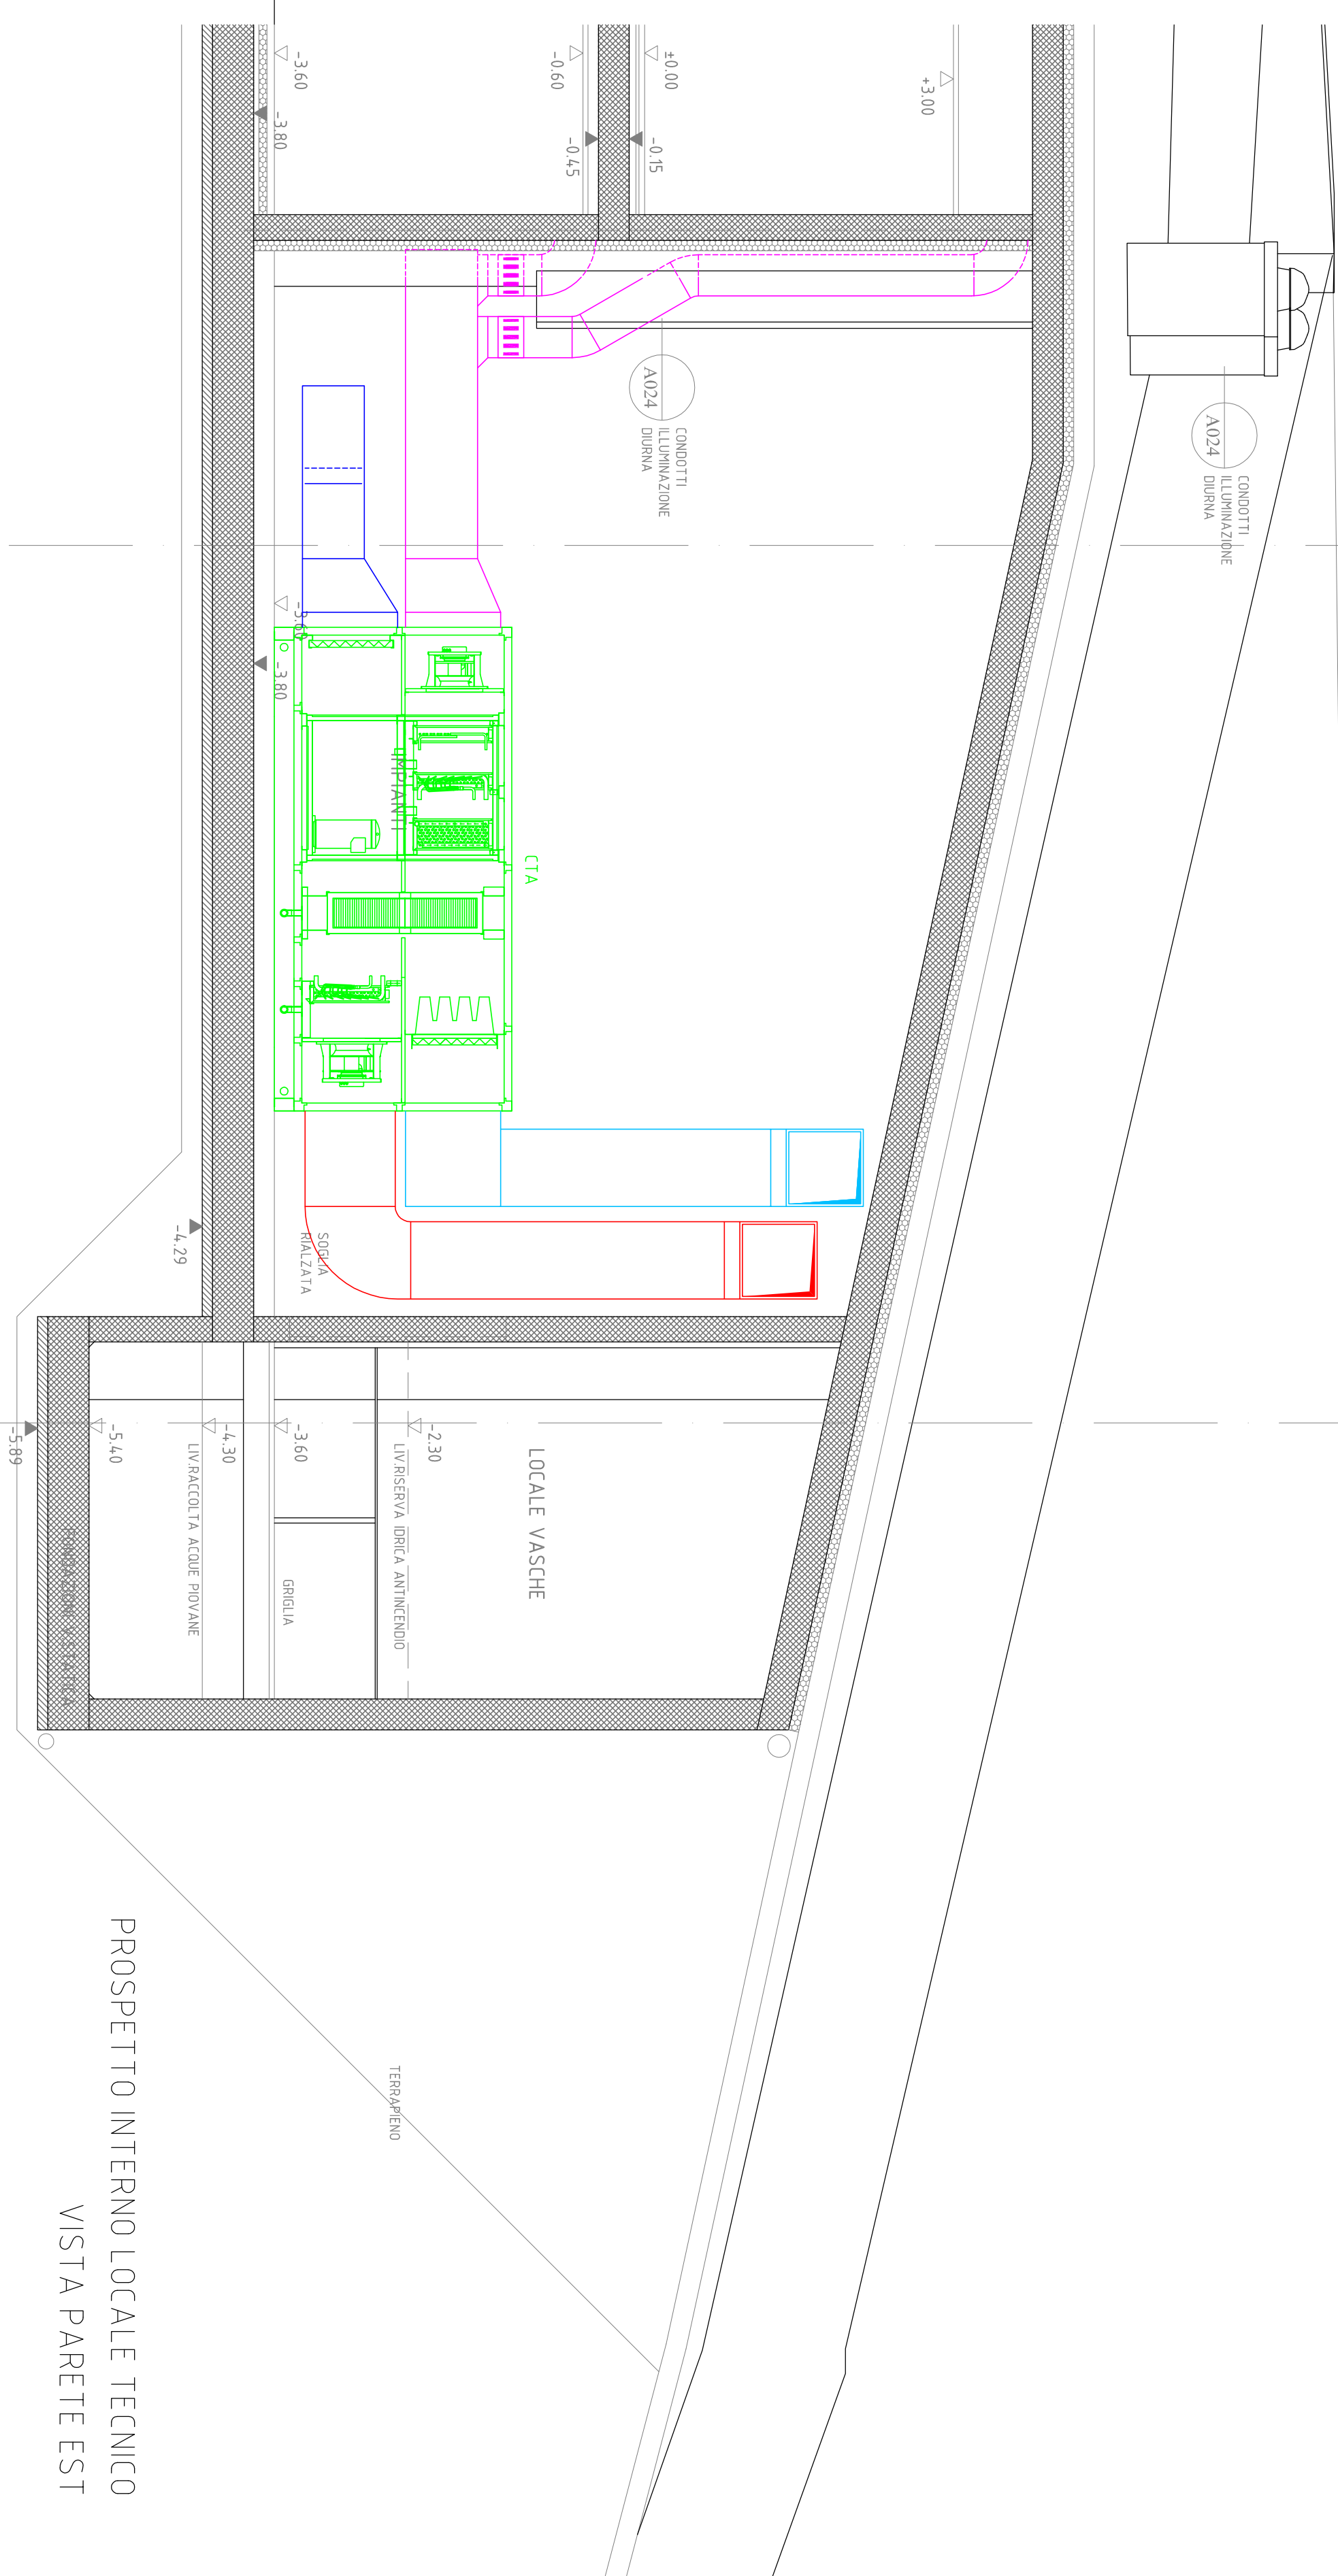 A024
CONDOTTI
ILLUMINAZIONE
DIURNA
+3.00
±0.00
-0.15
-0.60
-0.45
-3.60
-3.80
A024
CONDOTTI
ILLUMINAZIONE
DIURNA
CTA
IMPIANTI
-3.60
-3.80
SOGLIA
RIALZATA
-4.29
LOCALE VASCHE
-2.30
LIV.RISERVA IDRICA ANTINCENDIO
-3.60
GRIGLIA
-4.30
LIV.RACCOLTA ACQUE PIOVANE
-5.40
-5.89
TERRAPIENO
PROSPETTO INTERNO LOCALE TECNICO
VISTA PARETE EST